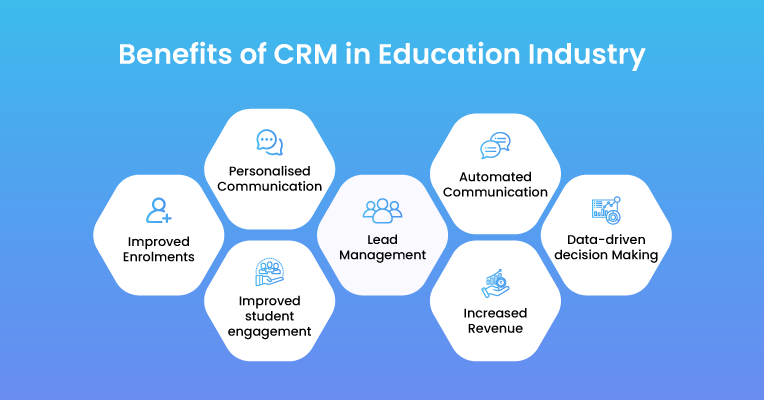 Benefits of CRM in Education Industry
Personalised
Communication
Automated
Communication
Improved
Enrolments
Lead
Management
Data-driven
decision Making
Improved
student
engagement
Increased
Revenue